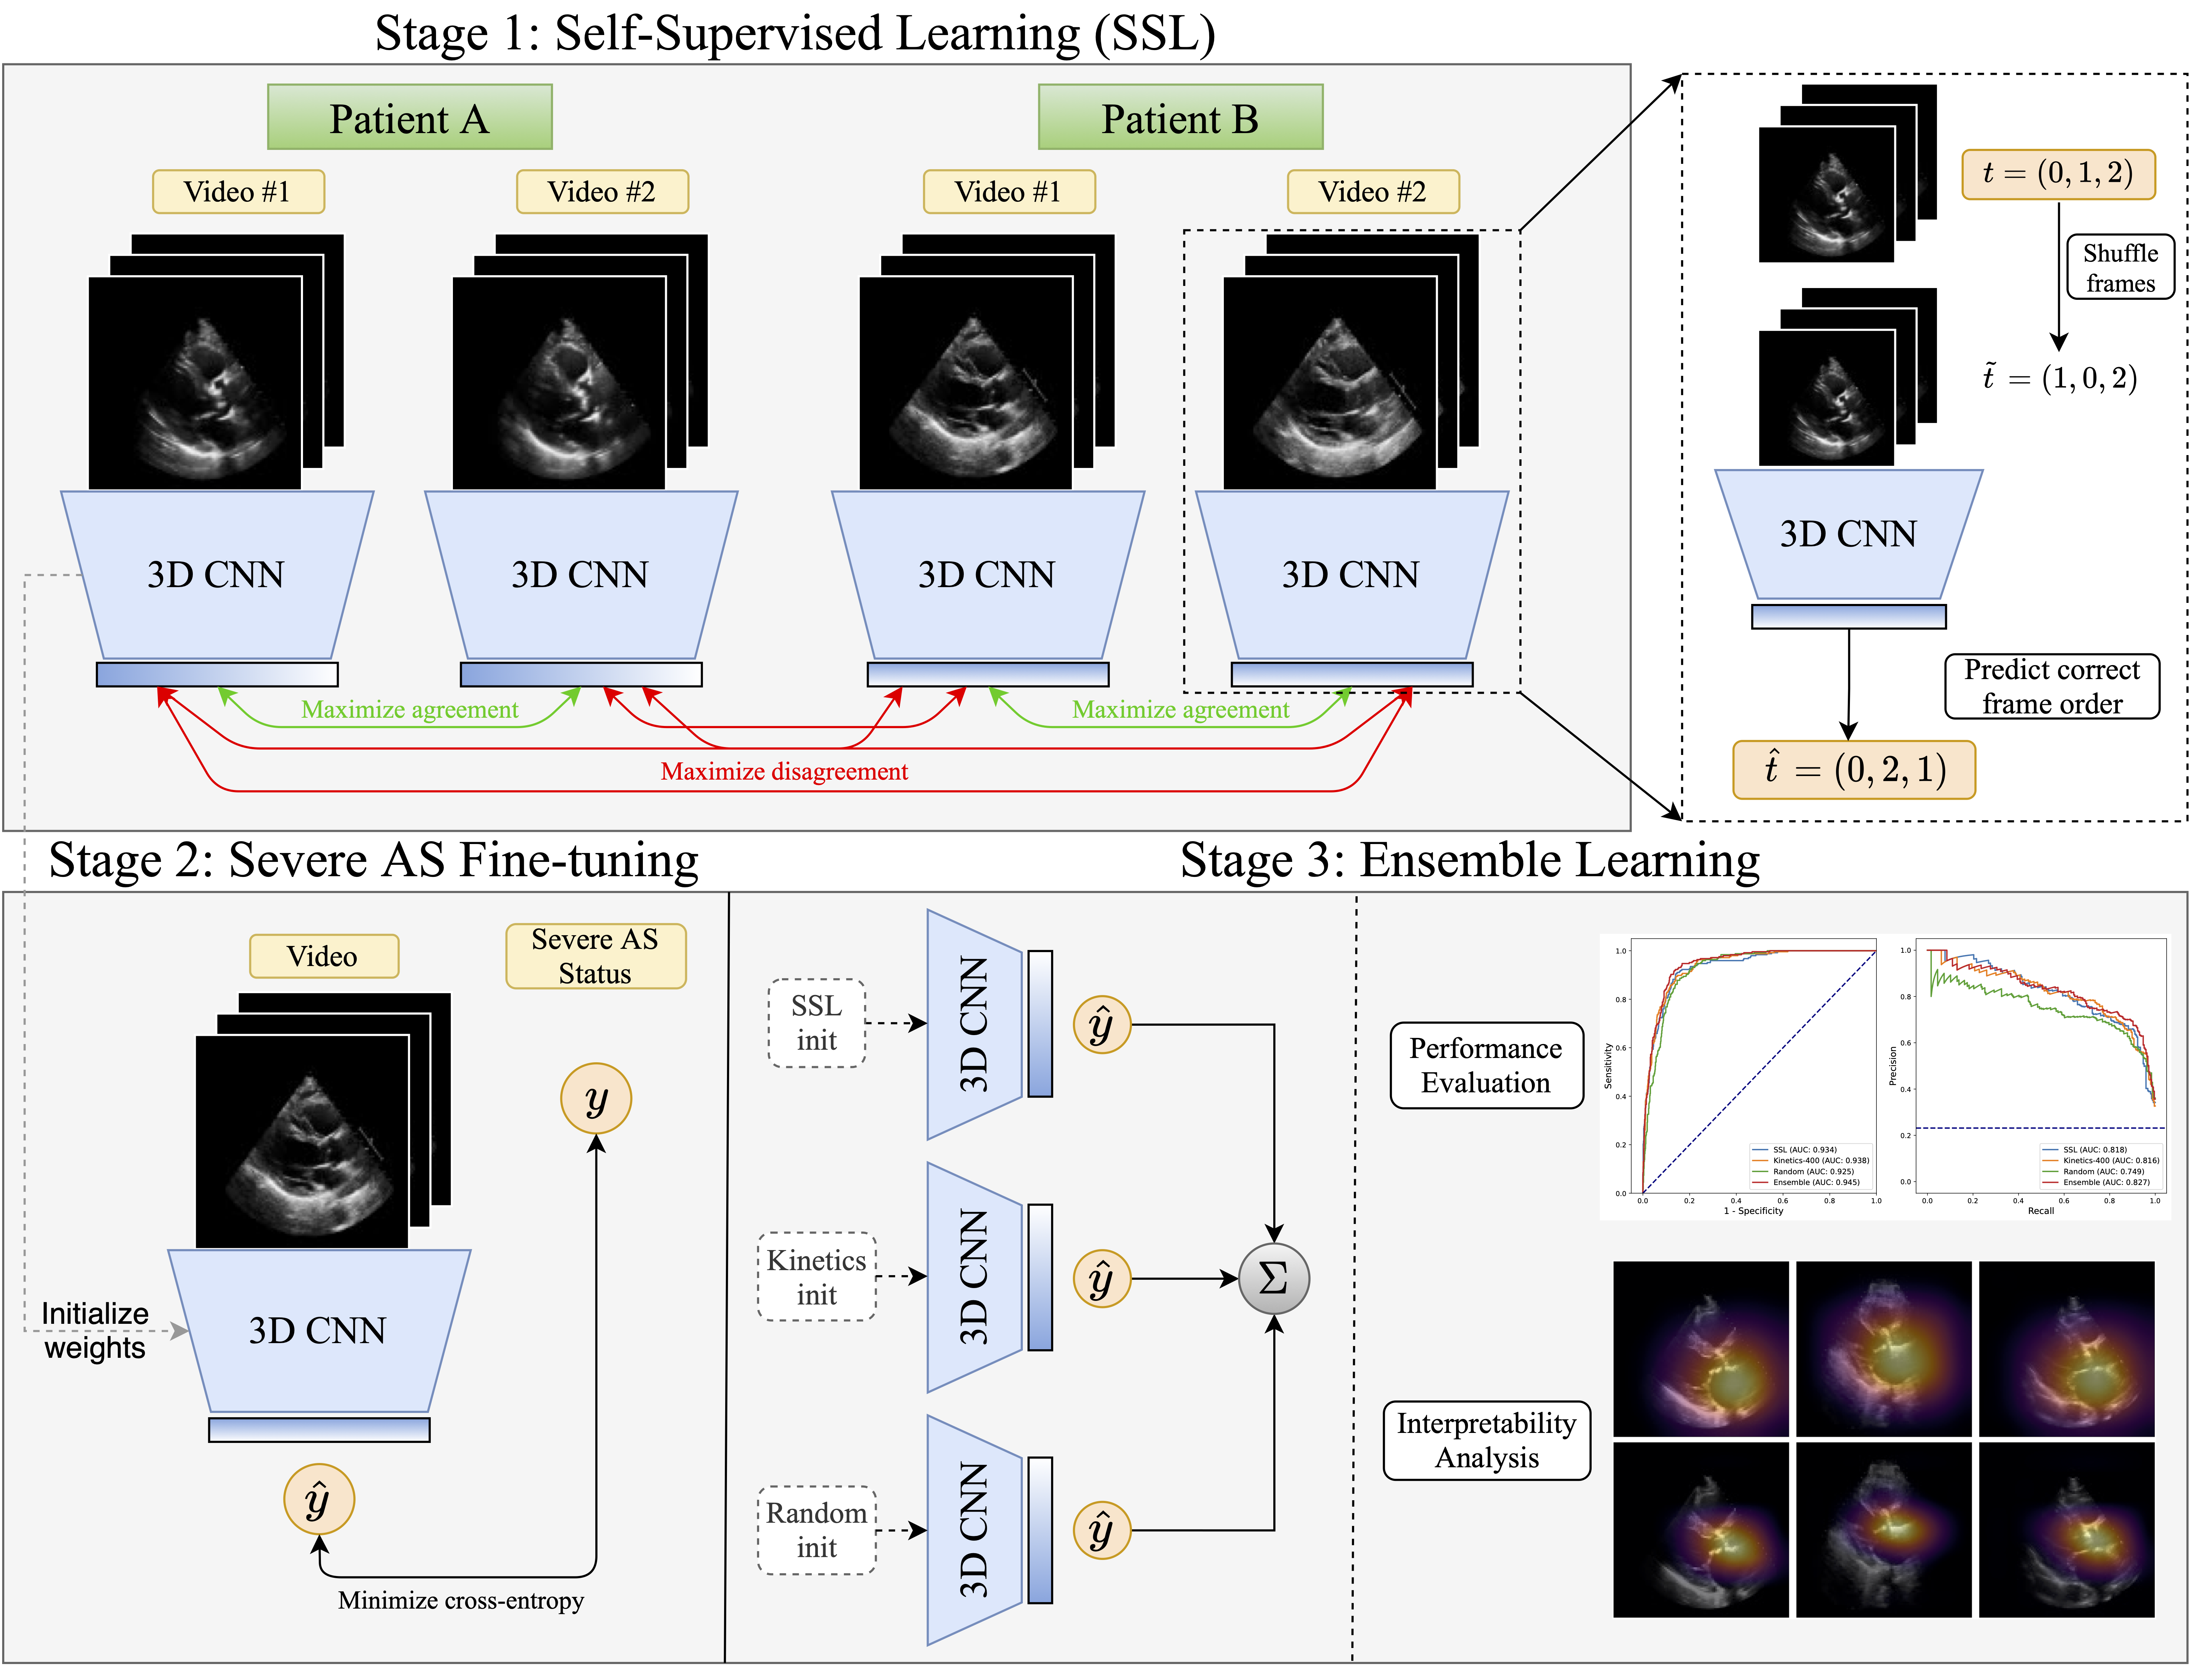 Stage 1: Self-Supervised Learning (SSL)
Patient A
Patient B
Video #1
Video #2
Video #1
Video #2
3D CNN
3D CNN
3D CNN
3D CNN
Maximize agreement
Maximize agreement
Maximize disagreement
t = (0, 1, 2)
Shuffle
frames
t̃ = (1, 0, 2)
3D CNN
Predict correct
frame order
t̂ = (0, 2, 1)
Stage 2: Severe AS Fine-tuning
Video
Severe AS
Status
y
Initialize
weights
3D CNN
ŷ
Minimize cross-entropy
Stage 3: Ensemble Learning
SSL
init
3D CNN
ŷ
Kinetics
init
3D CNN
ŷ
Σ
Random
init
3D CNN
ŷ
Performance
Evaluation
Sensitivity
1.0
0.8
0.6
0.4
0.2
0.0
0.0 0.2 0.4 0.6 0.8 1.0
1 - Specificity
SSL (AUC: 0.934)
Kinetics-400 (AUC: 0.938)
Random (AUC: 0.925)
Ensemble (AUC: 0.945)
Precision
1.0
0.8
0.6
0.4
0.2
0.0
0.0 0.2 0.4 0.6 0.8 1.0
Recall
SSL (AUC: 0.818)
Kinetics-400 (AUC: 0.816)
Random (AUC: 0.749)
Ensemble (AUC: 0.827)
Interpretability
Analysis